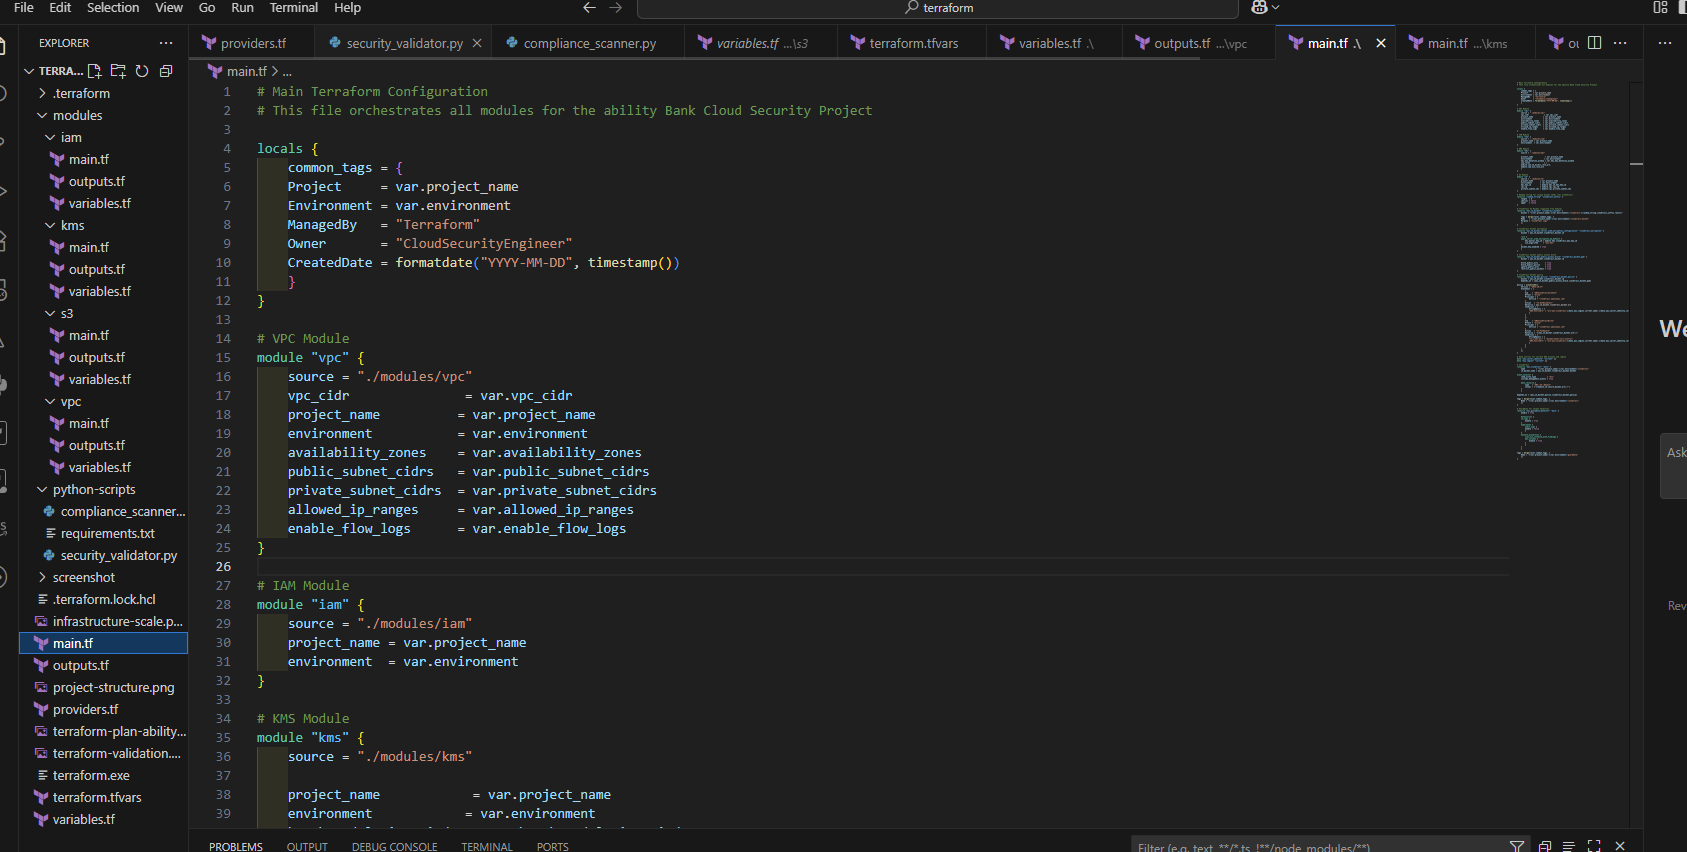 File Edit Selection View Go Run Terminal Help
terraform
EXPLORER
TERRA...
.terraform
modules
iam
main.tf
outputs.tf
variables.tf
kms
main.tf
outputs.tf
variables.tf
s3
main.tf
outputs.tf
variables.tf
vpc
main.tf
outputs.tf
variables.tf
python-scripts
compliance_scanner...
requirements.txt
security_validator.py
screenshot
.terraform.lock.hcl
infrastructure-scale.p...
main.tf
outputs.tf
project-structure.png
providers.tf
terraform-plan-ability...
terraform-validation....
terraform.exe
terraform.tfvars
variables.tf
providers.tf security_validator.py compliance_scanner.py variables.tf ...\s3 terraform.tfvars variables.tf .\ outputs.tf ...\vpc main.tf .\ main.tf ...\kms
main.tf > ...
1 # Main Terraform Configuration
2 # This file orchestrates all modules for the ability Bank Cloud Security Project
3
4 locals {
5 common_tags = {
6 Project = var.project_name
7 Environment = var.environment
8 ManagedBy = "Terraform"
9 Owner = "CloudSecurityEngineer"
10 CreatedDate = formatdate("YYYY-MM-DD", timestamp())
11 }
12 }
13
14 # VPC Module
15 module "vpc" {
16 source = "./modules/vpc"
17 vpc_cidr = var.vpc_cidr
18 project_name = var.project_name
19 environment = var.environment
20 availability_zones = var.availability_zones
21 public_subnet_cidrs = var.public_subnet_cidrs
22 private_subnet_cidrs = var.private_subnet_cidrs
23 allowed_ip_ranges = var.allowed_ip_ranges
24 enable_flow_logs = var.enable_flow_logs
25 }
26
27 # IAM Module
28 module "iam" {
29 source = "./modules/iam"
30 project_name = var.project_name
31 environment = var.environment
32 }
33
34 # KMS Module
35 module "kms" {
36 source = "./modules/kms"
37
38 project_name = var.project_name
39 environment = var.environment
We
Ask
Rev
PROBLEMS OUTPUT DEBUG CONSOLE TERMINAL PORTS
Filter (e.g. text, **/*.ts, !**/node_modules/**)